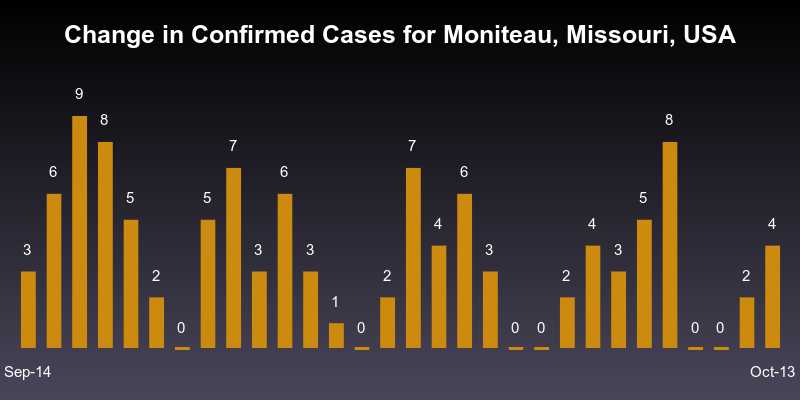 Change in Confirmed Cases for Moniteau, Missouri, USA
3 6 9 8 5 2 0 5 7 3 6 3 1 0 2 7 4 6 3 0 0 2 4 3 5 8 0 0 2 4
Sep-14 Oct-13